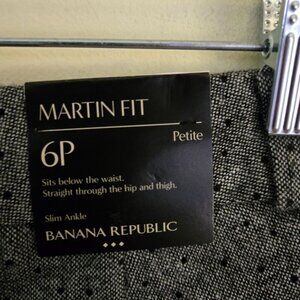 MARTIN FIT
Petite
6P
Sits below the waist.
Straight through the hip and thigh.
Slim Ankle
BANANA REPUBLIC